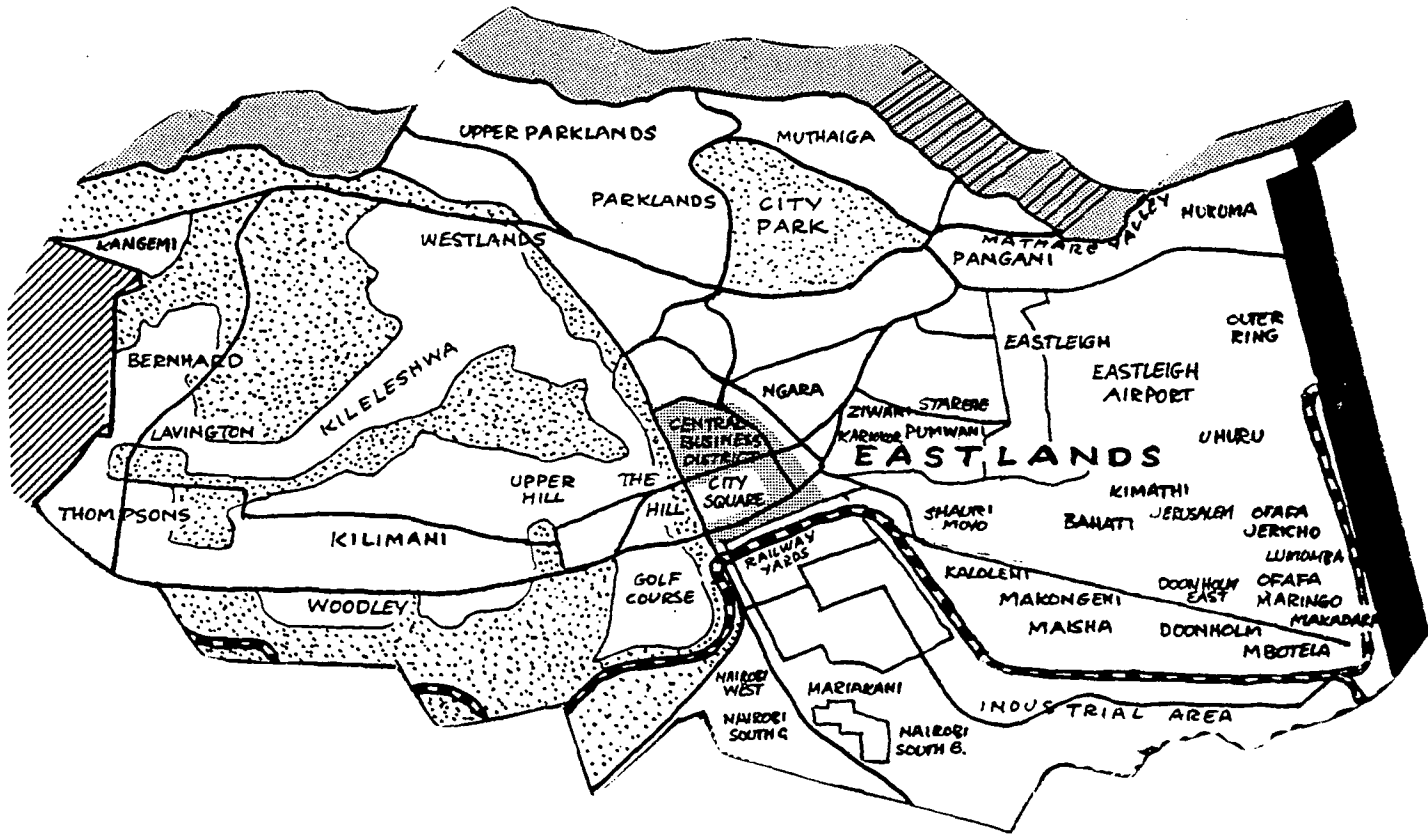 UPPER PARKLANDS
MUTHAIGA
PARKLANDS
CITY
PARK
HURUMA
MATHARE VALLEY
PANGANI
KANGEMI
WESTLANDS
BERNHARD
KILELESHWA
LAVINGTON
OUTER
RING
EASTLEIGH
EASTLEIGH
AIRPORT
NGARA
ZIWANI
STAREHE
KARIKOR
PUMWANI
UHURU
CENTRAL
BUSINESS
DISTRICT
CITY
SQUARE
EASTLANDS
UPPER
HILL
THE
HILL
THOMPSONS
KILIMANI
KIMATHI
SHAURI
MOYO
BAHATI
JERUSALEM
OFAFA
JERICHO
LUMUMBA
RAILWAY
YARDS
KALOLENI
MAKONGENI
DOONHOLM
EAST
OFAFA
MARINGO
MAKADARA
GOLF
COURSE
WOODLEY
MAISHA
DOONHOLM
MBOTELA
NAIROBI
WEST
MARIAKANI
INDUSTRIAL AREA
NAIROBI
SOUTH C.
NAIROBI
SOUTH B.